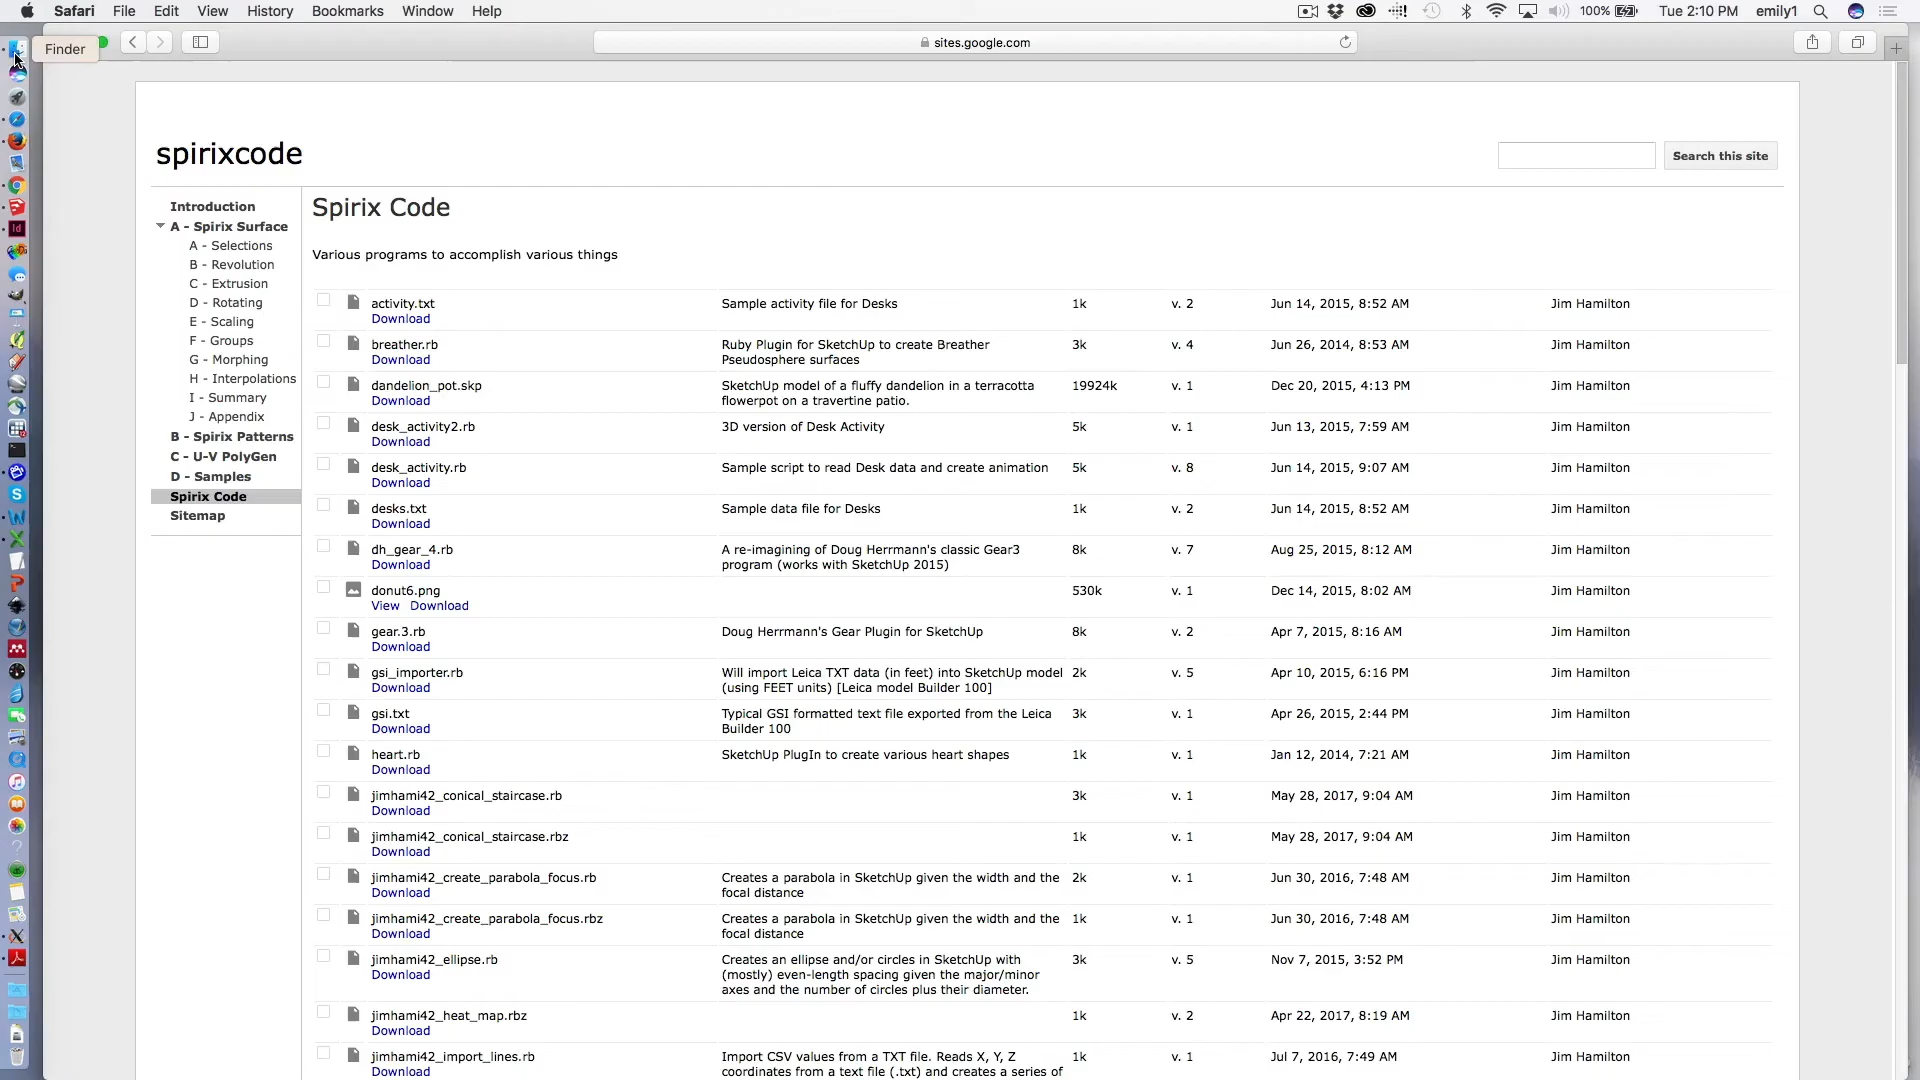 Safari File Edit View History Bookmarks Window Help 100% Tue 2:10 PM emily1
Finder
sites.google.com
spirixcode
Search this site
Introduction
A - Spirix Surface
A - Selections
B - Revolution
C - Extrusion
D - Rotating
E - Scaling
F - Groups
G - Morphing
H - Interpolations
I - Summary
J - Appendix
B - Spirix Patterns
C - U-V PolyGen
D - Samples
Spirix Code
Sitemap
Spirix Code
Various programs to accomplish various things
activity.txt Sample activity file for Desks 1k v. 2 Jun 14, 2015, 8:52 AM Jim Hamilton
Download
breather.rb Ruby Plugin for SketchUp to create Breather 3k v. 4 Jun 26, 2014, 8:53 AM Jim Hamilton
Download Pseudosphere surfaces
dandelion_pot.skp SketchUp model of a fluffy dandelion in a terracotta 19924k v. 1 Dec 20, 2015, 4:13 PM Jim Hamilton
Download flowerpot on a travertine patio.
desk_activity2.rb 3D version of Desk Activity 5k v. 1 Jun 13, 2015, 7:59 AM Jim Hamilton
Download
desk_activity.rb Sample script to read Desk data and create animation 5k v. 8 Jun 14, 2015, 9:07 AM Jim Hamilton
Download
desks.txt Sample data file for Desks 1k v. 2 Jun 14, 2015, 8:52 AM Jim Hamilton
Download
dh_gear_4.rb A re-imagining of Doug Herrmann's classic Gear3 8k v. 7 Aug 25, 2015, 8:12 AM Jim Hamilton
Download program (works with SketchUp 2015)
donut6.png 530k v. 1 Dec 14, 2015, 8:02 AM Jim Hamilton
View Download
gear.3.rb Doug Herrmann's Gear Plugin for SketchUp 8k v. 2 Apr 7, 2015, 8:16 AM Jim Hamilton
Download
gsi_importer.rb Will import Leica TXT data (in feet) into SketchUp model 2k v. 5 Apr 10, 2015, 6:16 PM Jim Hamilton
Download (using FEET units) [Leica model Builder 100]
gsi.txt Typical GSI formatted text file exported from the Leica 3k v. 1 Apr 26, 2015, 2:44 PM Jim Hamilton
Download Builder 100
heart.rb SketchUp PlugIn to create various heart shapes 1k v. 1 Jan 12, 2014, 7:21 AM Jim Hamilton
Download
jimhami42_conical_staircase.rb 3k v. 1 May 28, 2017, 9:04 AM Jim Hamilton
Download
jimhami42_conical_staircase.rbz 1k v. 1 May 28, 2017, 9:04 AM Jim Hamilton
Download
jimhami42_create_parabola_focus.rb Creates a parabola in SketchUp given the width and the 2k v. 1 Jun 30, 2016, 7:48 AM Jim Hamilton
Download focal distance
jimhami42_create_parabola_focus.rbz Creates a parabola in SketchUp given the width and the 1k v. 1 Jun 30, 2016, 7:48 AM Jim Hamilton
Download focal distance
jimhami42_ellipse.rb Creates an ellipse and/or circles in SketchUp with 3k v. 5 Nov 7, 2015, 3:52 PM Jim Hamilton
Download (mostly) even-length spacing given the major/minor
axes and the number of circles plus their diameter.
jimhami42_heat_map.rbz 1k v. 2 Apr 22, 2017, 8:19 AM Jim Hamilton
Download
jimhami42_import_lines.rb Import CSV values from a TXT file. Reads X, Y, Z 1k v. 1 Jul 7, 2016, 7:49 AM Jim Hamilton
Download coordinates from a text file (.txt) and creates a series of